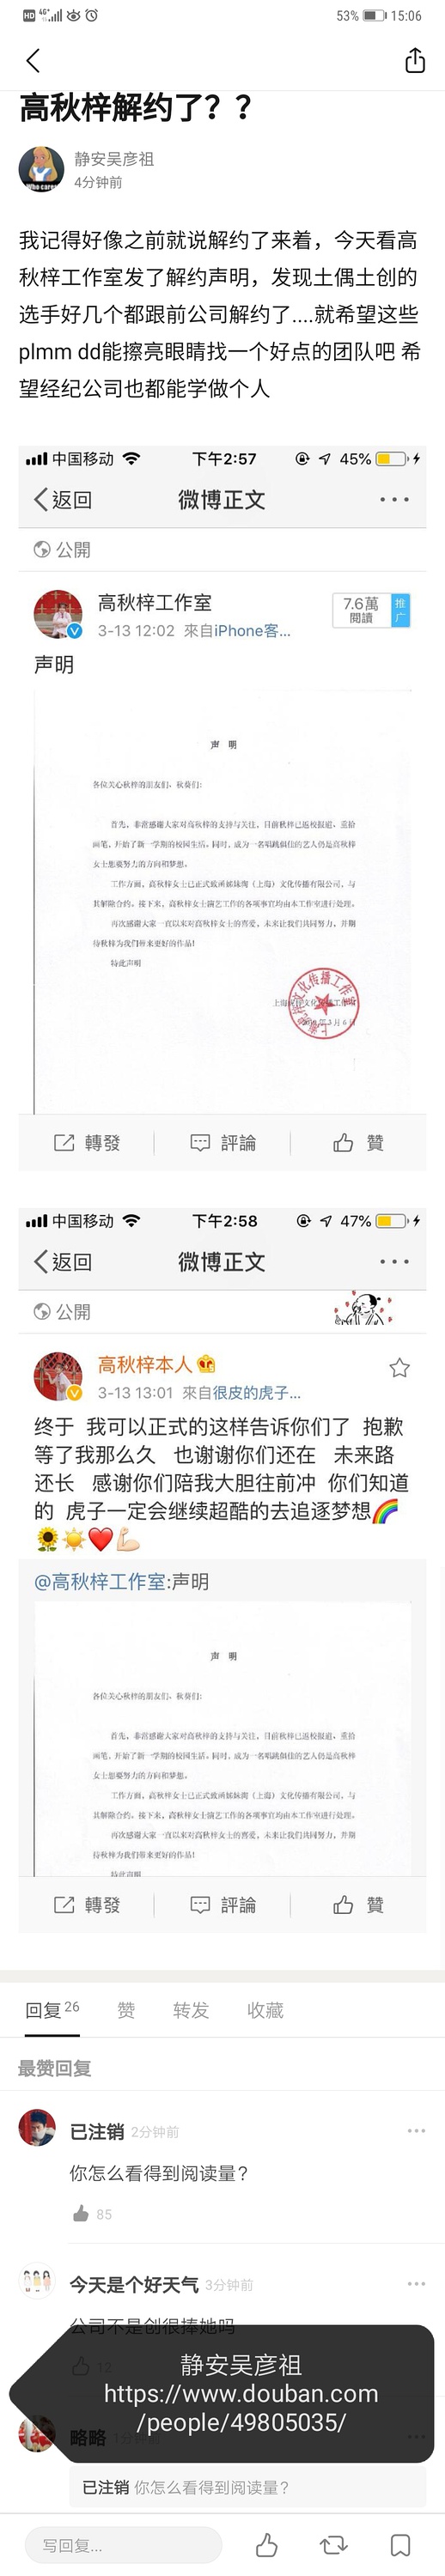 HD 4G 53% 15:06
高秋梓解约了？？
静安吴彦祖
Who cares
4分钟前
我记得好像之前就说解约了来着，今天看高
秋梓工作室发了解约声明，发现土偶土创的
选手好几个都跟前公司解约了....就希望这些
plmm dd能擦亮眼睛找一个好点的团队吧 希
望经纪公司也都能学做个人
中国移动 下午2:57 45%
返回 微博正文
公開
高秋梓工作室
7.6萬
閱讀
推广
3-13 12:02 來自iPhone客...
声明
声 明
各位关心秋梓的朋友们、秋葵们：
首先，非常感谢大家对高秋梓的支持与关注，目前秋梓已返校报道、重拾
画笔，开始了新一学期的校园生活。同时，成为一名唱跳俱佳的艺人仍是高秋梓
女士想要努力的方向和梦想。
工作方面，高秋梓女士已正式致函姊妹淘（上海）文化传播有限公司，与
其解除合约。接下来，高秋梓女士演艺工作的各项事宜均由本工作室进行处理。
再次感谢大家一直以来对高秋梓女士的喜爱，未来让我们共同努力，并期
待秋梓为我们带来更好的作品！
特此声明
文化传播工作室
年3月6日
轉發 評論 贊
中国移动 下午2:58 47%
返回 微博正文
公開
高秋梓本人
3-13 13:01 來自很皮的虎子...
终于 我可以正式的这样告诉你们了 抱歉
等了我那么久 也谢谢你们还在 未来路
还长 感谢你们陪我大胆往前冲 你们知道
的 虎子一定会继续超酷的去追逐梦想🌈
🌻☀️❤️💪🏻
@高秋梓工作室:声明
声 明
各位关心秋梓的朋友们、秋葵们：
首先，非常感谢大家对高秋梓的支持与关注，目前秋梓已返校报道、重拾
画笔，开始了新一学期的校园生活。同时，成为一名唱跳俱佳的艺人仍是高秋梓
女士想要努力的方向和梦想。
工作方面，高秋梓女士已正式致函姊妹淘（上海）文化传播有限公司，与
其解除合约。接下来，高秋梓女士演艺工作的各项事宜均由本工作室进行处理。
再次感谢大家一直以来对高秋梓女士的喜爱，未来让我们共同努力，并期
待秋梓为我们带来更好的作品！
特此声明
轉發 評論 贊
回复 26 赞 转发 收藏
最赞回复
已注销 2分钟前
你怎么看得到阅读量？
85
今天是个好天气 3分钟前
公司不是创很捧她吗
12
静安吴彦祖
https://www.douban.com
/people/49805035/
略略 1分钟前
已注销 你怎么看得到阅读量？
写回复...